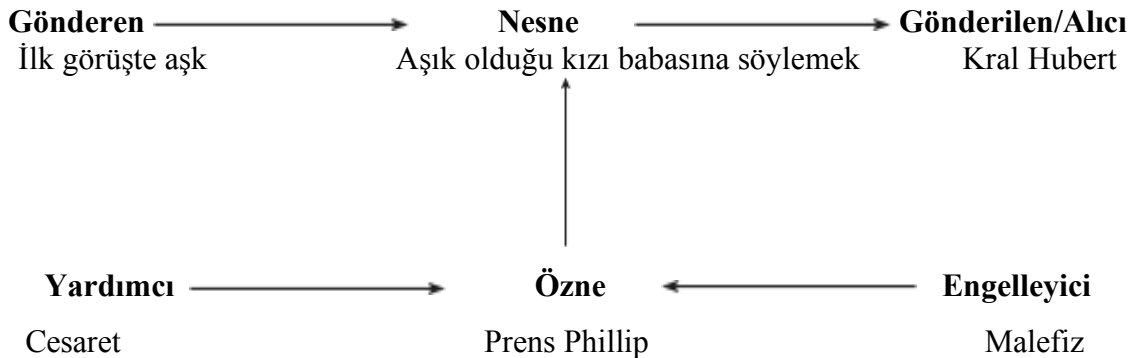 Gönderen Nesne Gönderilen/Alıcı
İlk görüşte aşk Aşık olduğu kızı babasına söylemek Kral Hubert
Yardımcı Özne Engelleyici
Cesaret Prens Phillip Malefiz